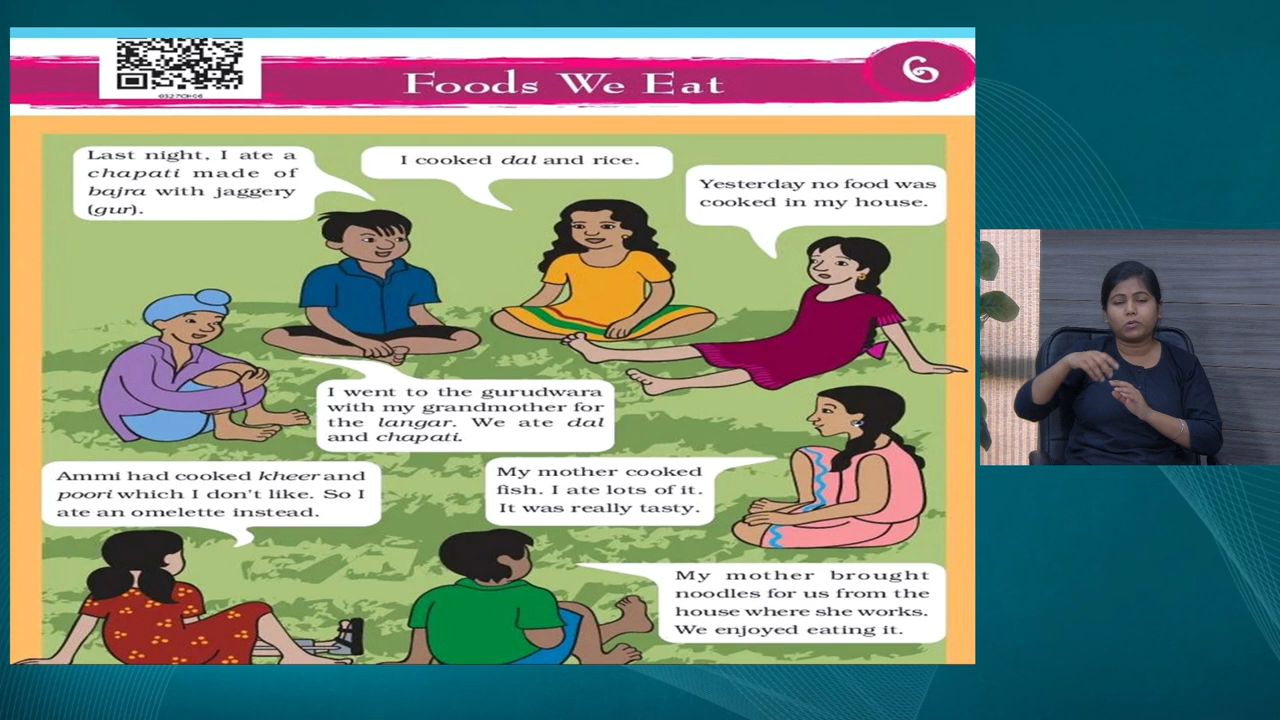 Foods We Eat
6
Last night, I ate a
chapati made of
bajra with jaggery
(gur).
I cooked dal and rice.
Yesterday no food was
cooked in my house.
I went to the gurudwara
with my grandmother for
the langar. We ate dal
and chapati.
Ammi had cooked kheer and
poori which I don't like. So I
ate an omelette instead.
My mother cooked
fish. I ate lots of it.
It was really tasty.
My mother brought
noodles for us from the
house where she works.
We enjoyed eating it.